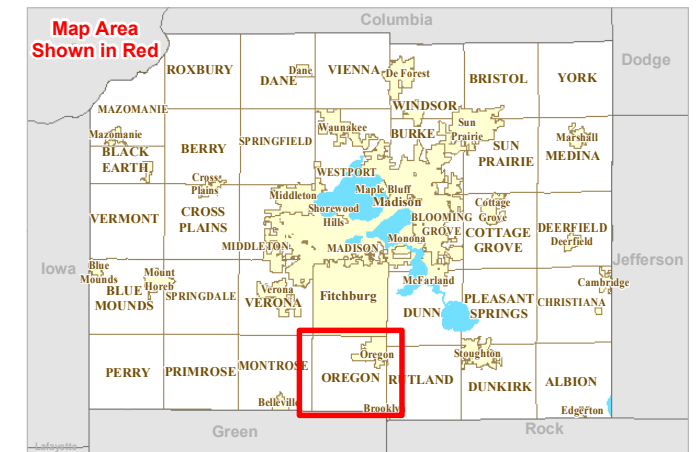 Map Area
Shown in Red
Columbia
Dodge
ROXBURY
DANE
Dane
VIENNA
De Forest
BRISTOL
YORK
MAZOMANIE
WINDSOR
Mazomanie
BLACK
EARTH
BERRY
SPRINGFIELD
Waunakee
BURKE
Sun
Prairie
SUN
PRAIRIE
Marshall
MEDINA
Cross
Plains
WESTPORT
Middleton
Maple Bluff
Madison
Shorewood
Hills
Cottage
Grove
VERMONT
CROSS
PLAINS
BLOOMING
GROVE
COTTAGE
GROVE
DEERFIELD
Deerfield
MIDDLETON
MADISON
Monona
Iowa
Jefferson
Blue
Mounds
Mount
Horeb
BLUE
MOUNDS
SPRINGDALE
Verona
VERONA
Fitchburg
McFarland
DUNN
PLEASANT
SPRINGS
CHRISTIANA
Cambridge
PERRY
PRIMROSE
MONTROSE
Oregon
OREGON
RUTLAND
Stoughton
DUNKIRK
ALBION
Belleville
Brooklyn
Edgerton
Green
Rock
Lafayette